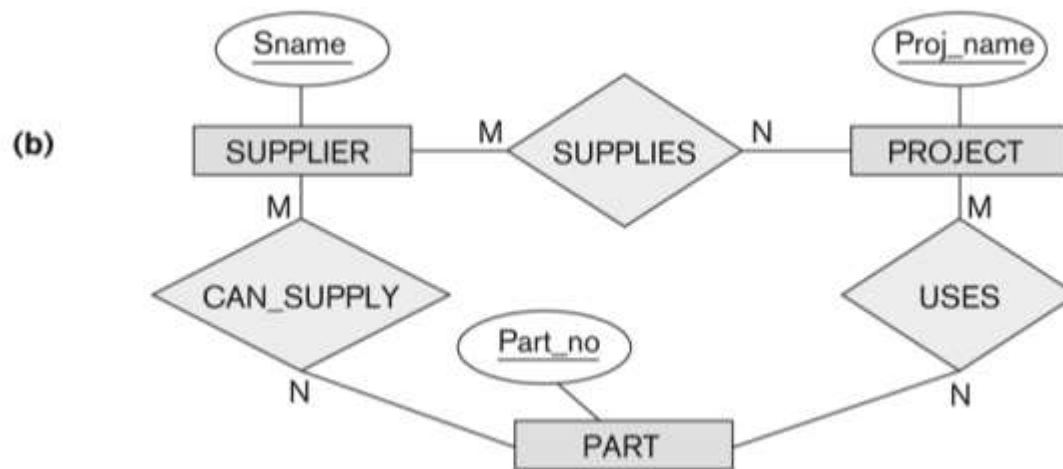 Sname
Proj_name
(b)
M
N
SUPPLIER
SUPPLIES
PROJECT
M
M
CAN_SUPPLY
USES
Part_no
N
N
PART